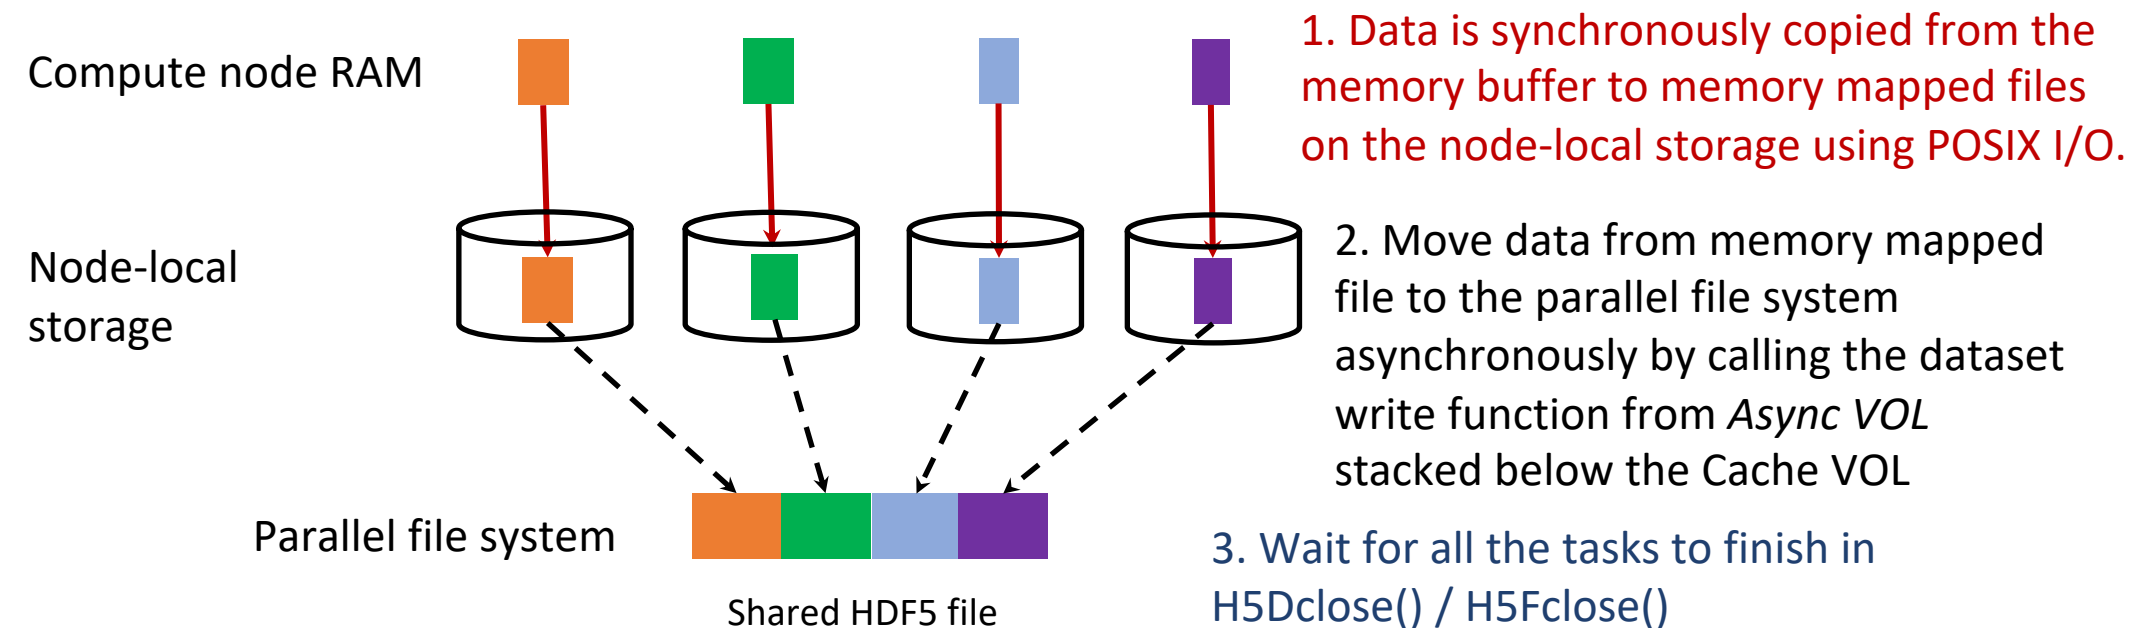 Compute node RAM
1. Data is synchronously copied from the
memory buffer to memory mapped files
on the node-local storage using POSIX I/O.
Node-local
storage
2. Move data from memory mapped
file to the parallel file system
asynchronously by calling the dataset
write function from Async VOL
stacked below the Cache VOL
Parallel file system
Shared HDF5 file
3. Wait for all the tasks to finish in
H5Dclose() / H5Fclose()